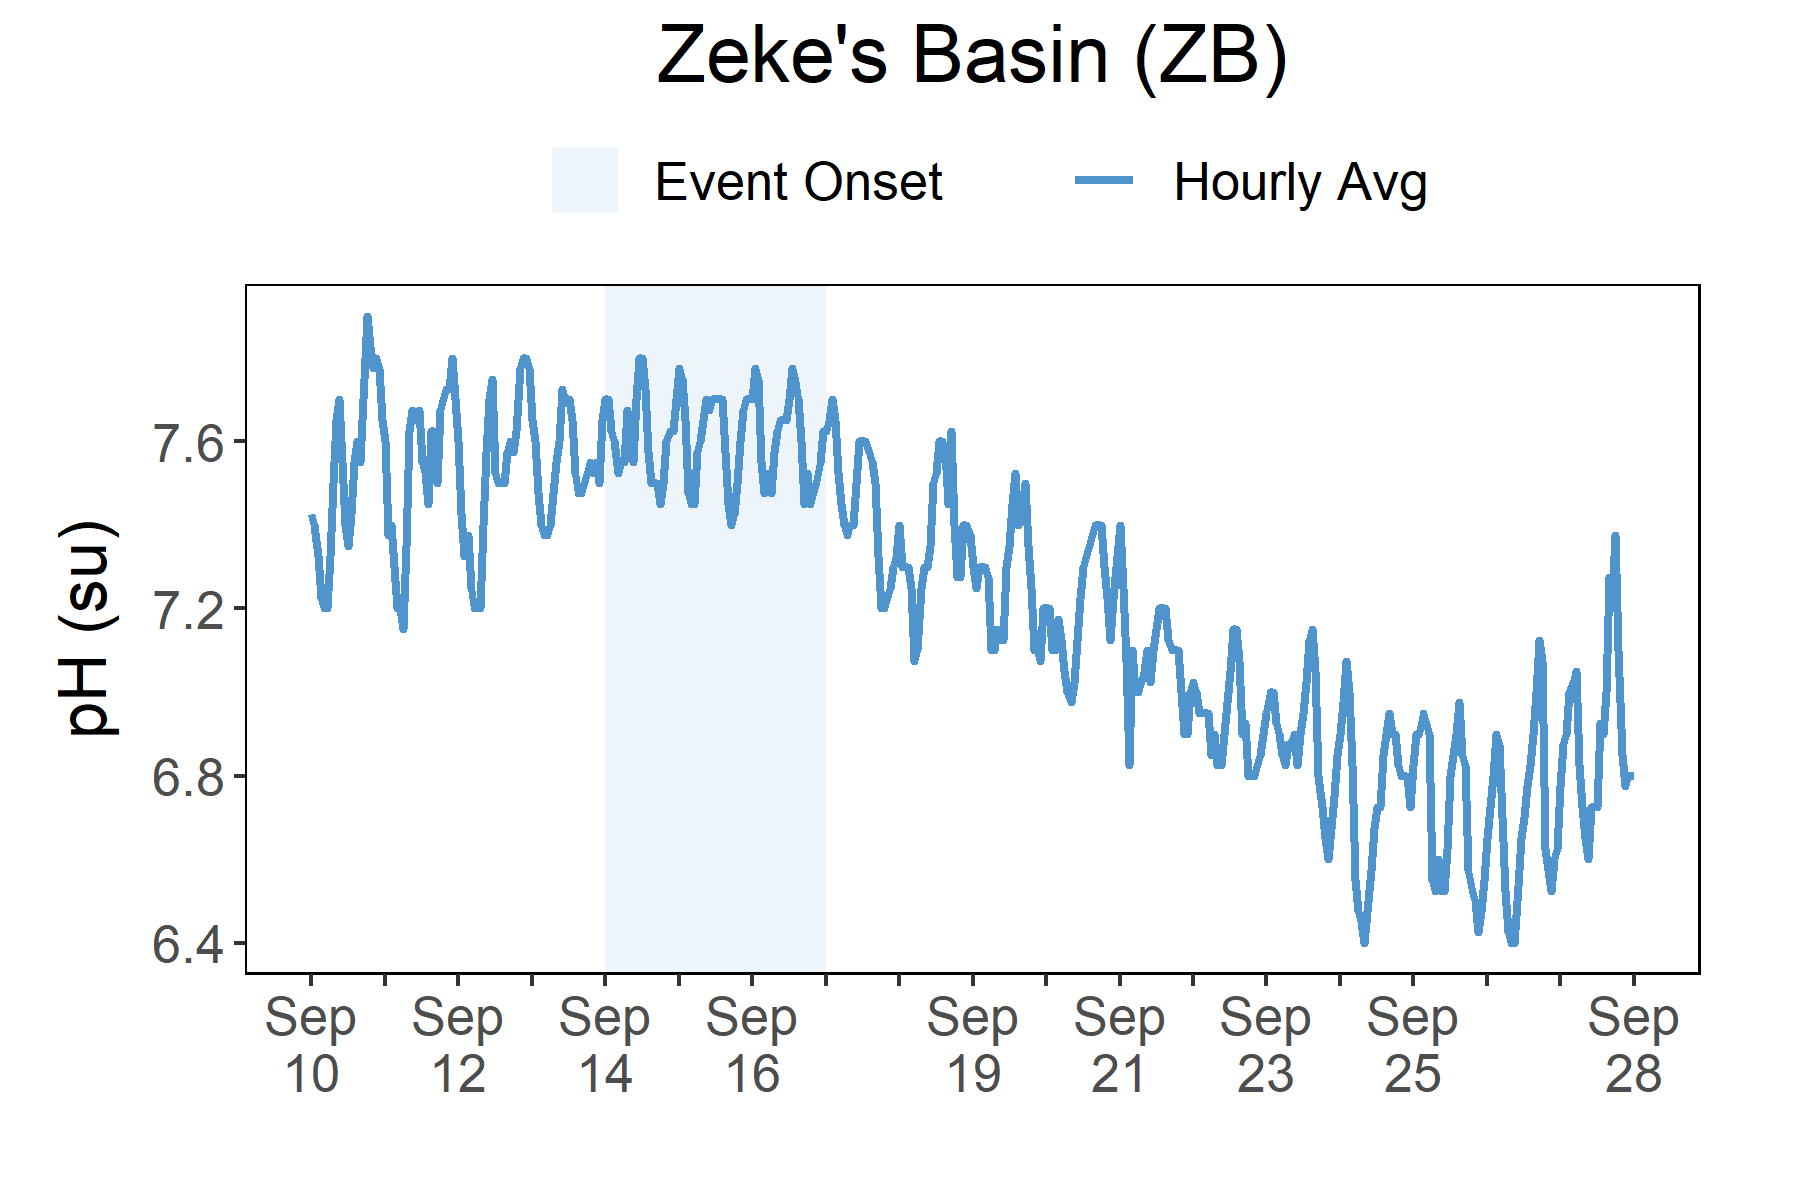 Zeke's Basin (ZB)
Event Onset Hourly Avg
pH (su)
7.6
7.2
6.8
6.4
Sep Sep Sep Sep Sep Sep Sep Sep Sep
10 12 14 16 19 21 23 25 28